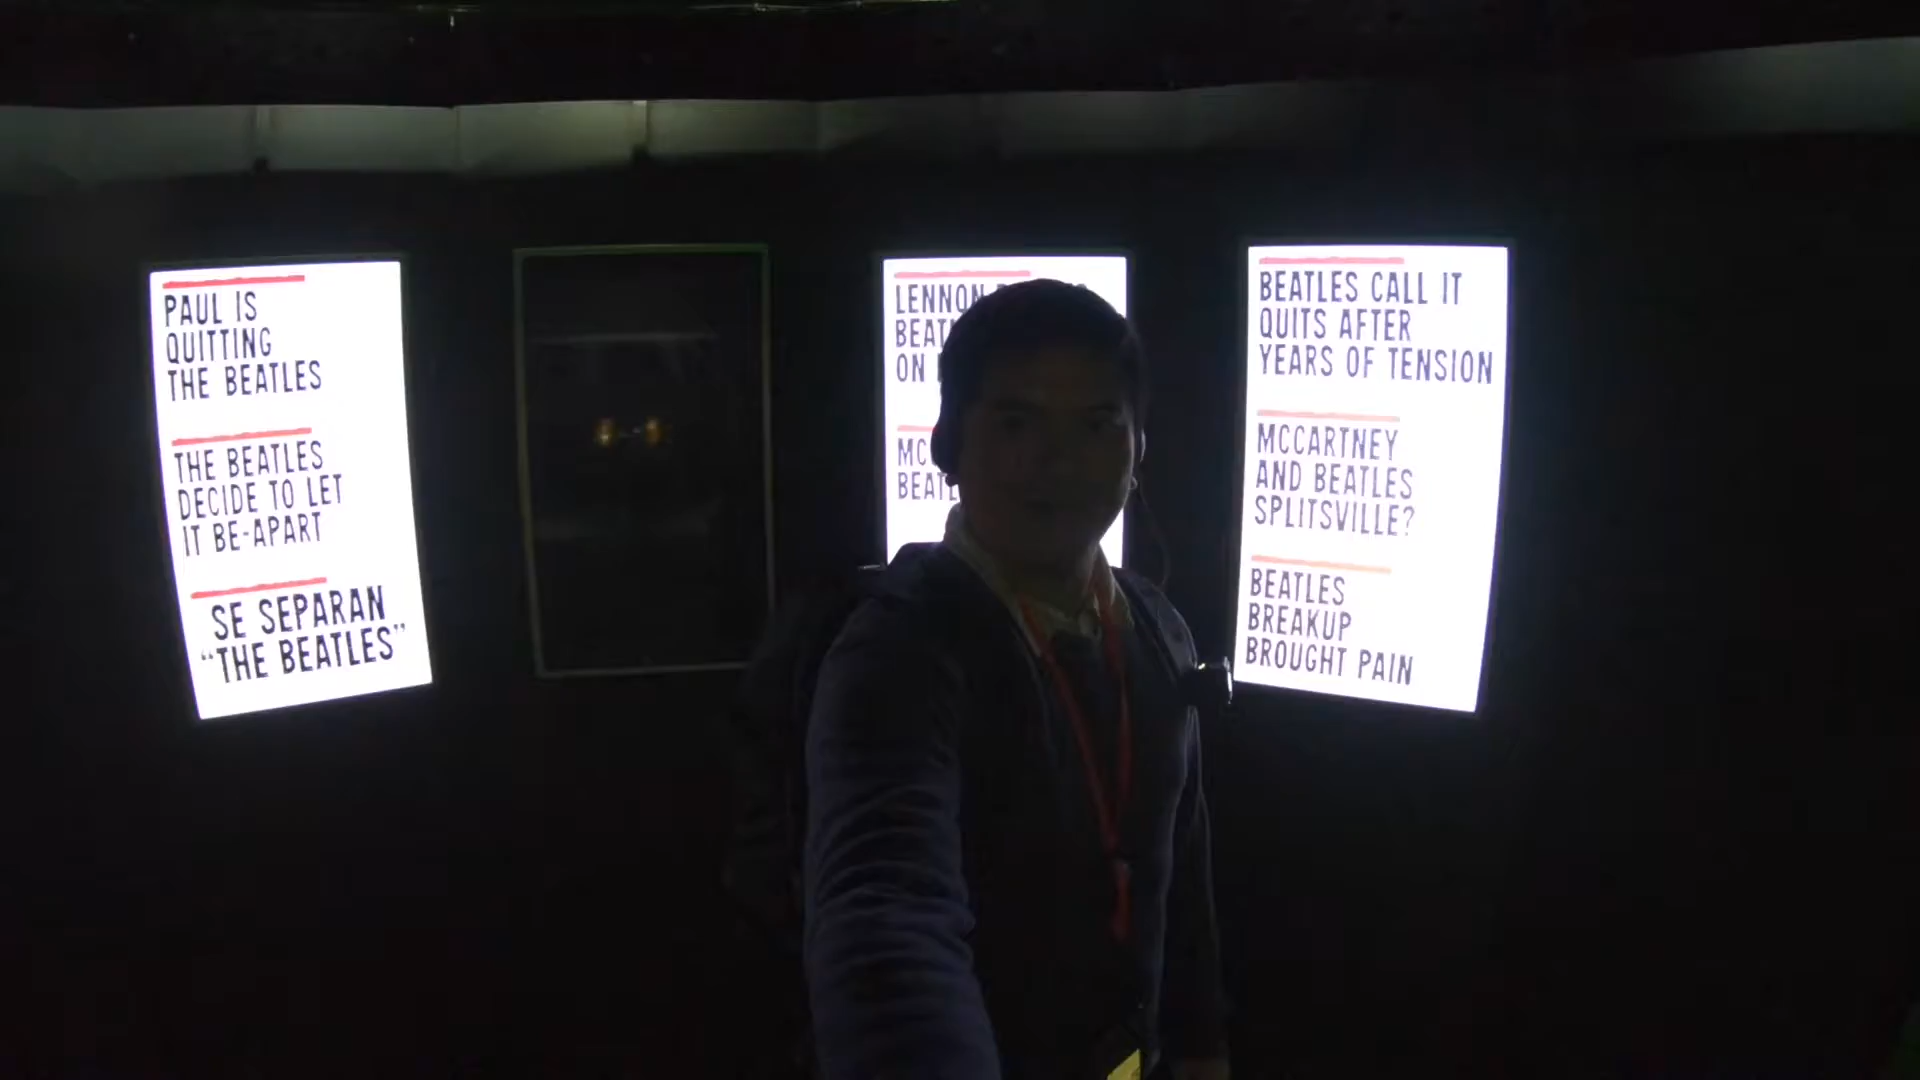 PAUL IS
QUITTING
THE BEATLES
THE BEATLES
DECIDE TO LET
IT BE-APART
SE SEPARAN
“THE BEATLES”
LENNON
ON
BEATLES CALL IT
QUITS AFTER
YEARS OF TENSION
MCCARTNEY
AND BEATLES
SPLITSVILLE?
BEATLES
BREAKUP
BROUGHT PAIN